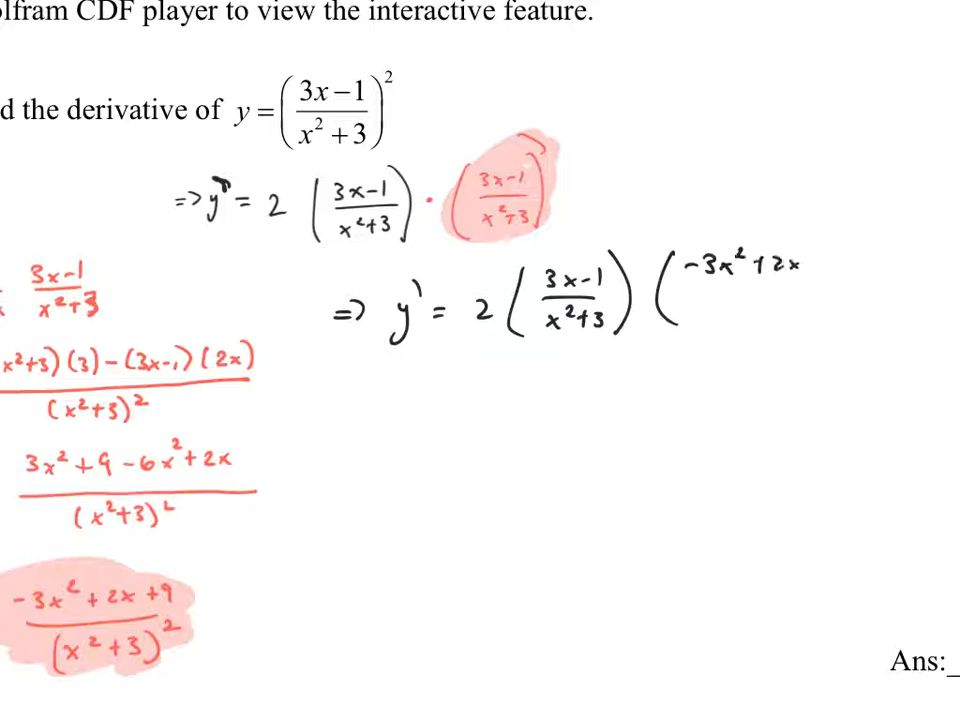 olfram CDF player to view the interactive feature.
d the derivative of y = ( (3x − 1) / (x² + 3) )²
=> y' = 2 ( (3x-1) / (x²+3) ) · ( (3x-1) / (x²+3) )'
=> y' = 2 ( (3x-1) / (x²+3) ) ( -3x² + 2x
(3x-1) / (x²+3)
x²+3)(3) - (3x-1)(2x)
(x²+3)²
3x² + 9 - 6x² + 2x
(x²+3)²
-3x² + 2x + 9
(x² + 3)²
Ans:_